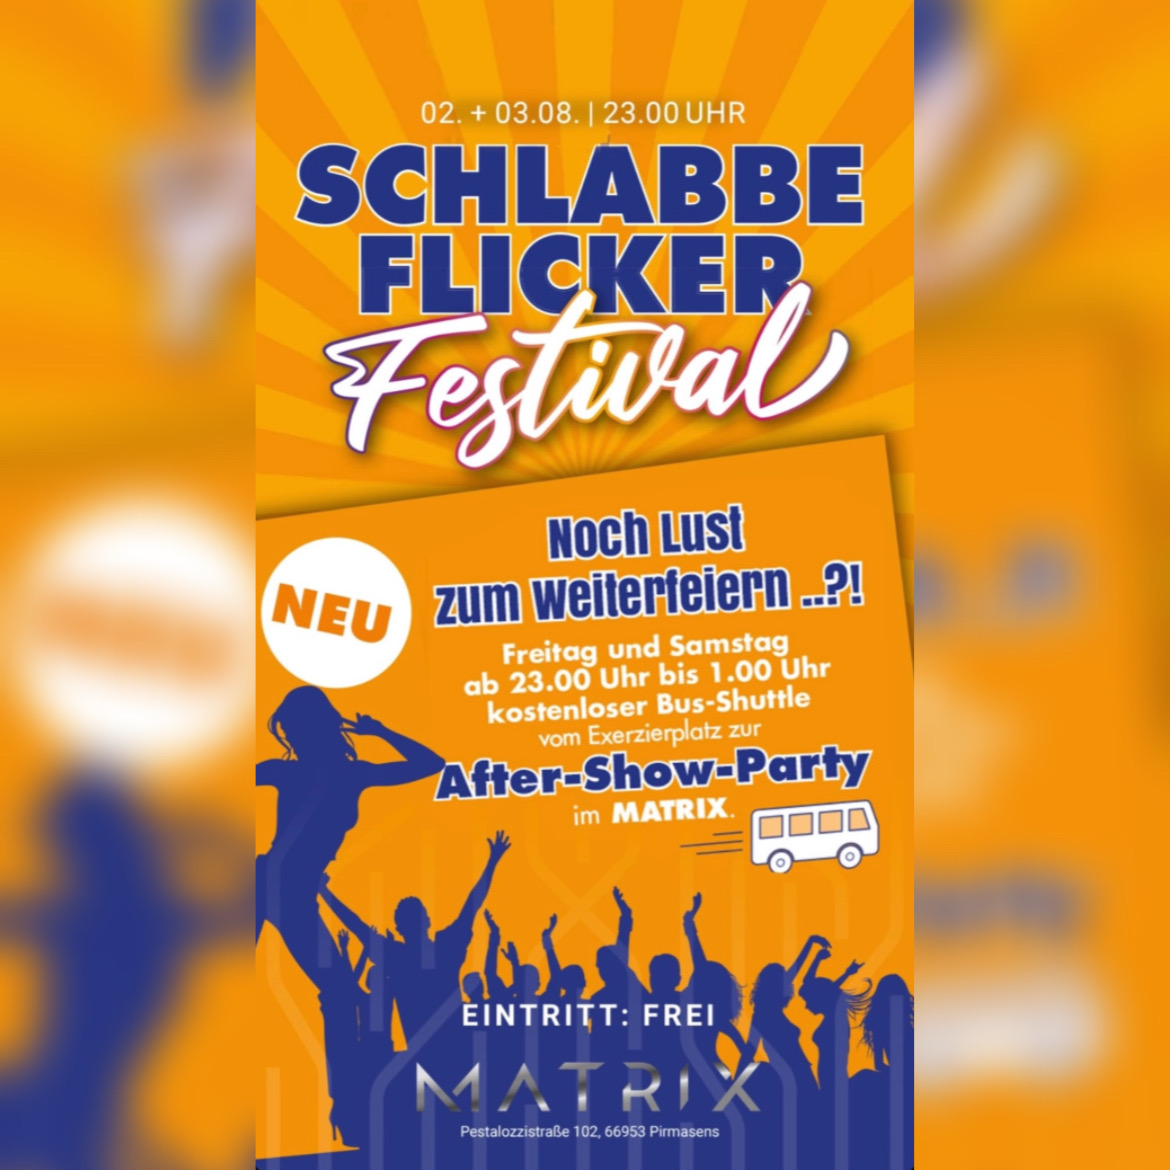 02. + 03.08. | 23.00 UHR
SCHLABBE
FLICKER
Festival
NEU
Noch Lust
zum Weiterfeiern ..?!
Freitag und Samstag
ab 23.00 Uhr bis 1.00 Uhr
kostenloser Bus-Shuttle
vom Exerzierplatz zur
After-Show-Party
im MATRIX.
EINTRITT: FREI
MATRIX
Pestalozzistraße 102, 66953 Pirmasens